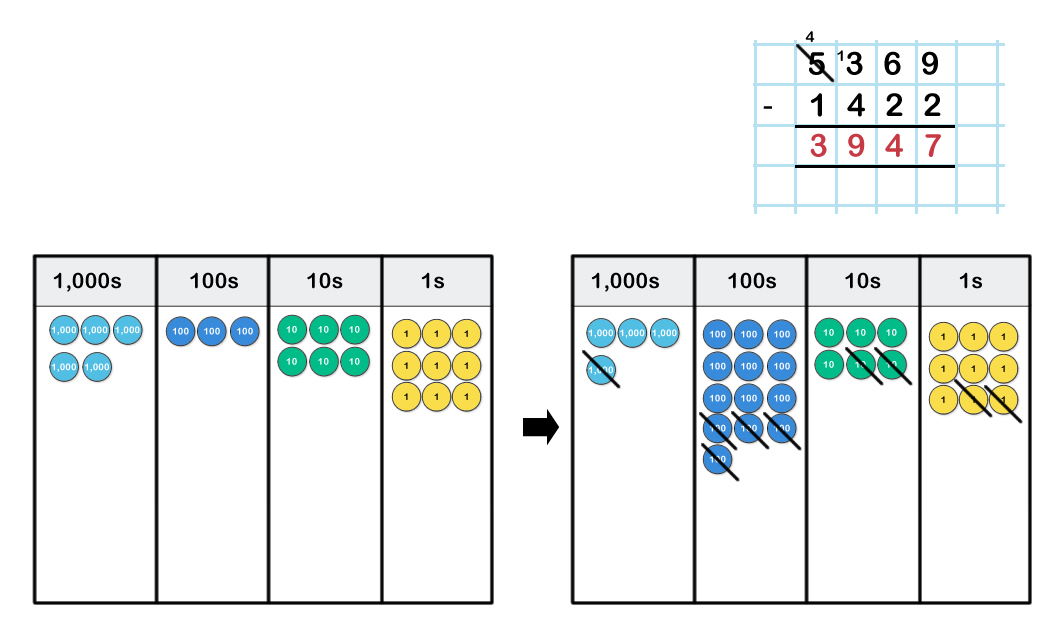 4
5 1 3 6 9
- 1 4 2 2
3 9 4 7
1,000s 100s 10s 1s
1,000 1,000 1,000 100 100 100 10 10 10 1 1 1
1,000 1,000 10 10 10 1 1 1
1 1 1
1,000s 100s 10s 1s
1,000 1,000 1,000 100 100 100 10 10 10 1 1 1
1,000 100 100 100 10 10 10 1 1 1
100 100 100 1 1 1
100 100 100
100